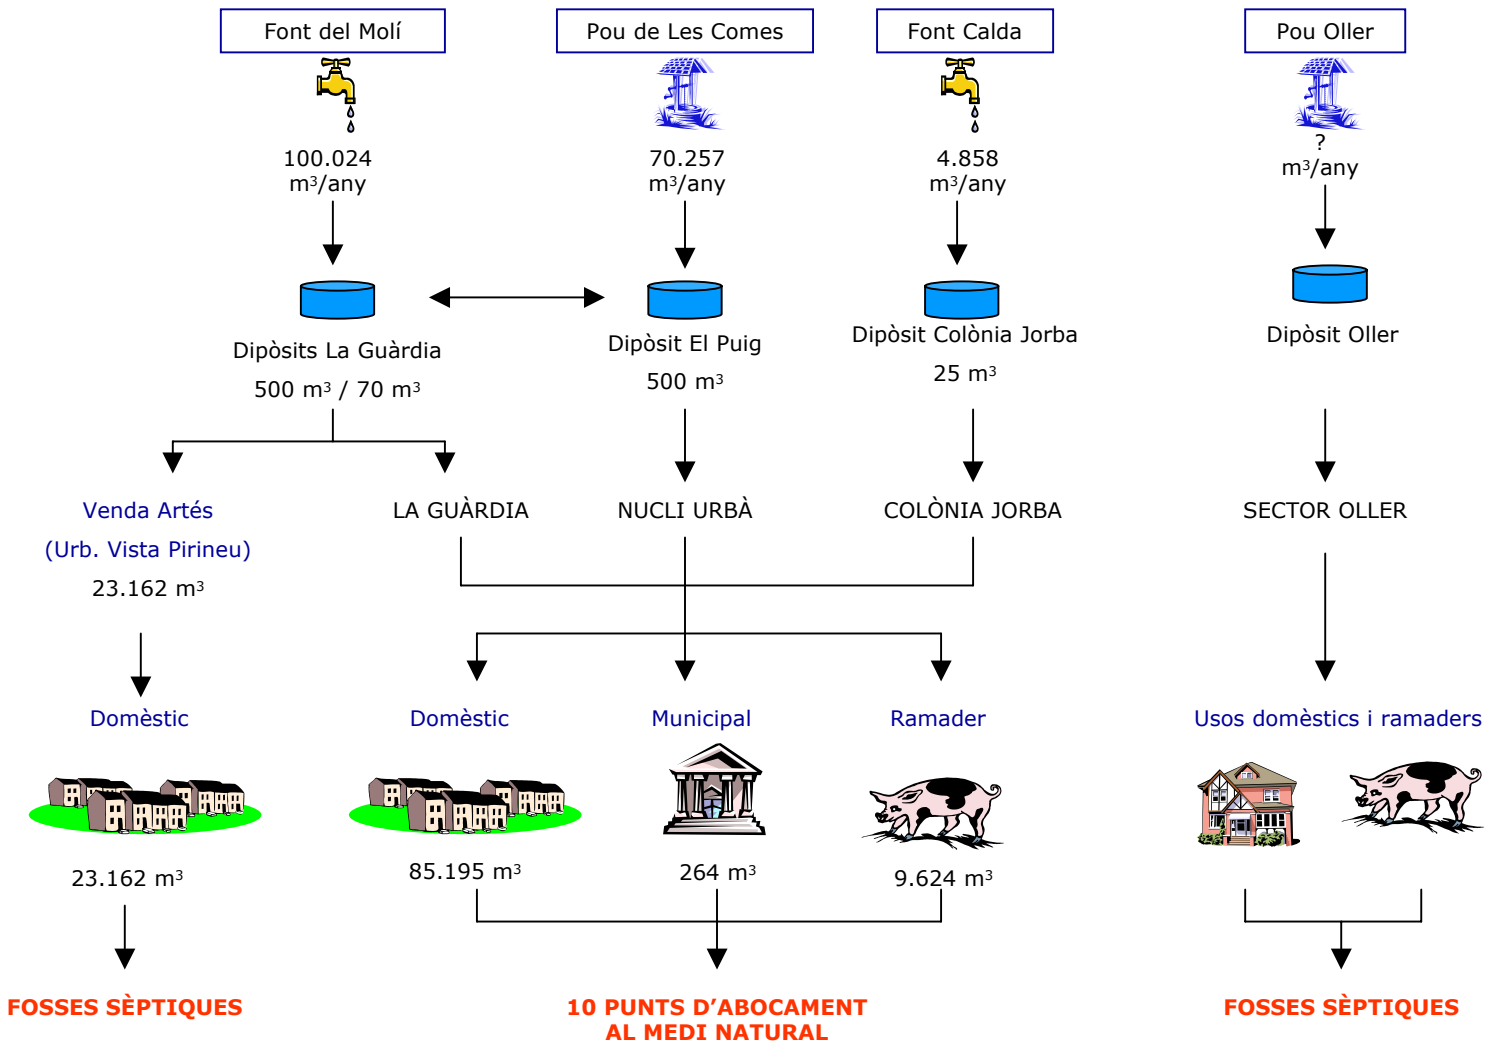 Font del Molí
Pou de Les Comes
Font Calda
Pou Oller
100.024
m³/any
70.257
m³/any
4.858
m³/any
?
m³/any
Dipòsits La Guàrdia
500 m³ / 70 m³
Dipòsit El Puig
500 m³
Dipòsit Colònia Jorba
25 m³
Dipòsit Oller
Venda Artés
(Urb. Vista Pirineu)
23.162 m³
LA GUÀRDIA
NUCLI URBÀ
COLÒNIA JORBA
SECTOR OLLER
Domèstic
Domèstic
Municipal
Ramader
Usos domèstics i ramaders
23.162 m³
85.195 m³
264 m³
9.624 m³
FOSSES SÈPTIQUES
10 PUNTS D’ABOCAMENT
AL MEDI NATURAL
FOSSES SÈPTIQUES